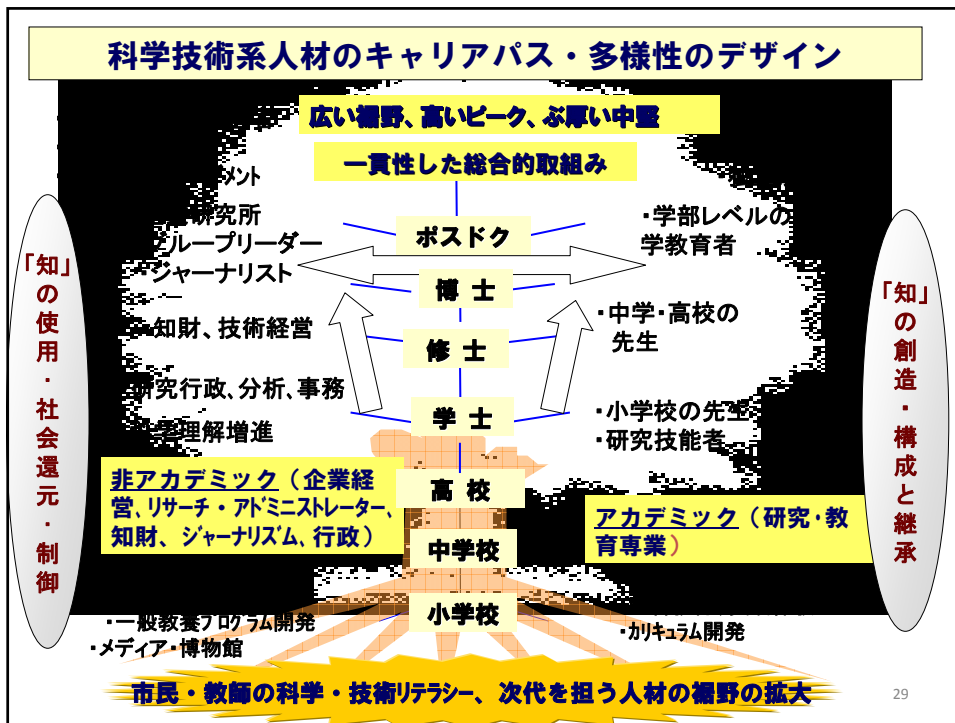 科学技術系人材のキャリアパス・多様性のデザイン
広い裾野、高いピーク、ぶ厚い中堅
一貫性した総合的取組み
メント
研究所
ループリーダー
・ジャーナリスト
知財、技術経営
研究行政、分析、事務
学理解増進
「知」の使用・社会還元・制御
ポスドク
博 士
修 士
学 士
高 校
中学校
小学校
・学部レベルの
学教育者
・中学・高校の
先生
・小学校の先生
・研究技能者
「知」の創造・構成と継承
非アカデミック（企業経
営、リサーチ・アドミニストレーター、
知財、ジャーナリズム、行政）
アカデミック（研究・教
育専業）
・一般教養プログラム開発
・メディア・博物館
・カリキュラム開発
市民・教師の科学・技術リテラシー、次代を担う人材の裾野の拡大
29